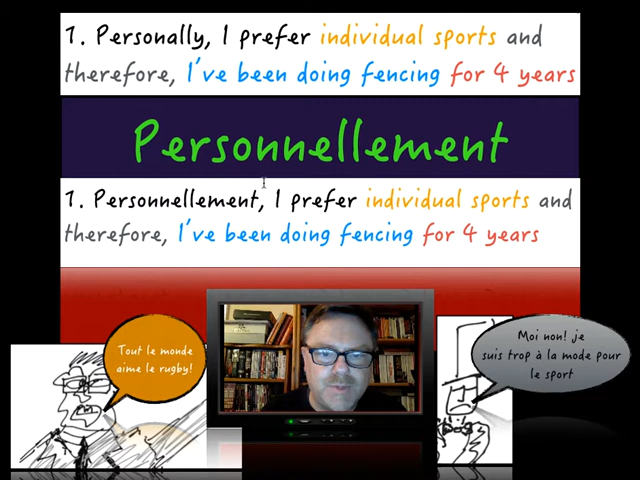 1. Personally, I prefer individual sports and
therefore, I've been doing fencing for 4 years
Personnellement
1. Personnellement, I prefer individual sports and
therefore, I've been doing fencing for 4 years
Tout le monde
aime le rugby!
Moi non! je
suis trop à la mode pour
le sport